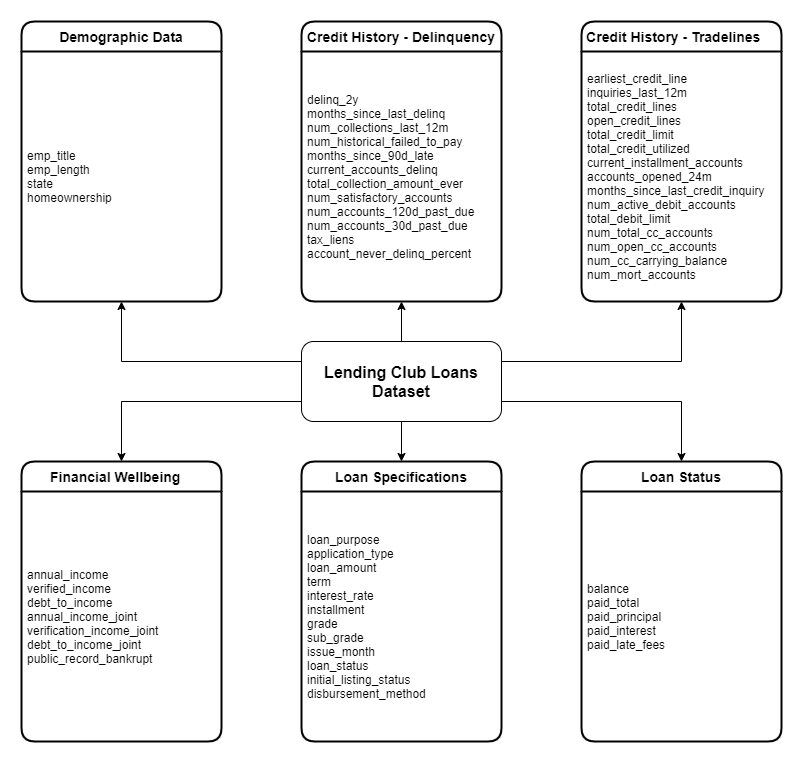 Demographic Data
emp_title
emp_length
state
homeownership
Credit History - Delinquency
delinq_2y
months_since_last_delinq
num_collections_last_12m
num_historical_failed_to_pay
months_since_90d_late
current_accounts_delinq
total_collection_amount_ever
num_satisfactory_accounts
num_accounts_120d_past_due
num_accounts_30d_past_due
tax_liens
account_never_delinq_percent
Credit History - Tradelines
earliest_credit_line
inquiries_last_12m
total_credit_lines
open_credit_lines
total_credit_limit
total_credit_utilized
current_installment_accounts
accounts_opened_24m
months_since_last_credit_inquiry
num_active_debit_accounts
total_debit_limit
num_total_cc_accounts
num_open_cc_accounts
num_cc_carrying_balance
num_mort_accounts
Lending Club Loans
Dataset
Financial Wellbeing
annual_income
verified_income
debt_to_income
annual_income_joint
verification_income_joint
debt_to_income_joint
public_record_bankrupt
Loan Specifications
loan_purpose
application_type
loan_amount
term
interest_rate
installment
grade
sub_grade
issue_month
loan_status
initial_listing_status
disbursement_method
Loan Status
balance
paid_total
paid_principal
paid_interest
paid_late_fees